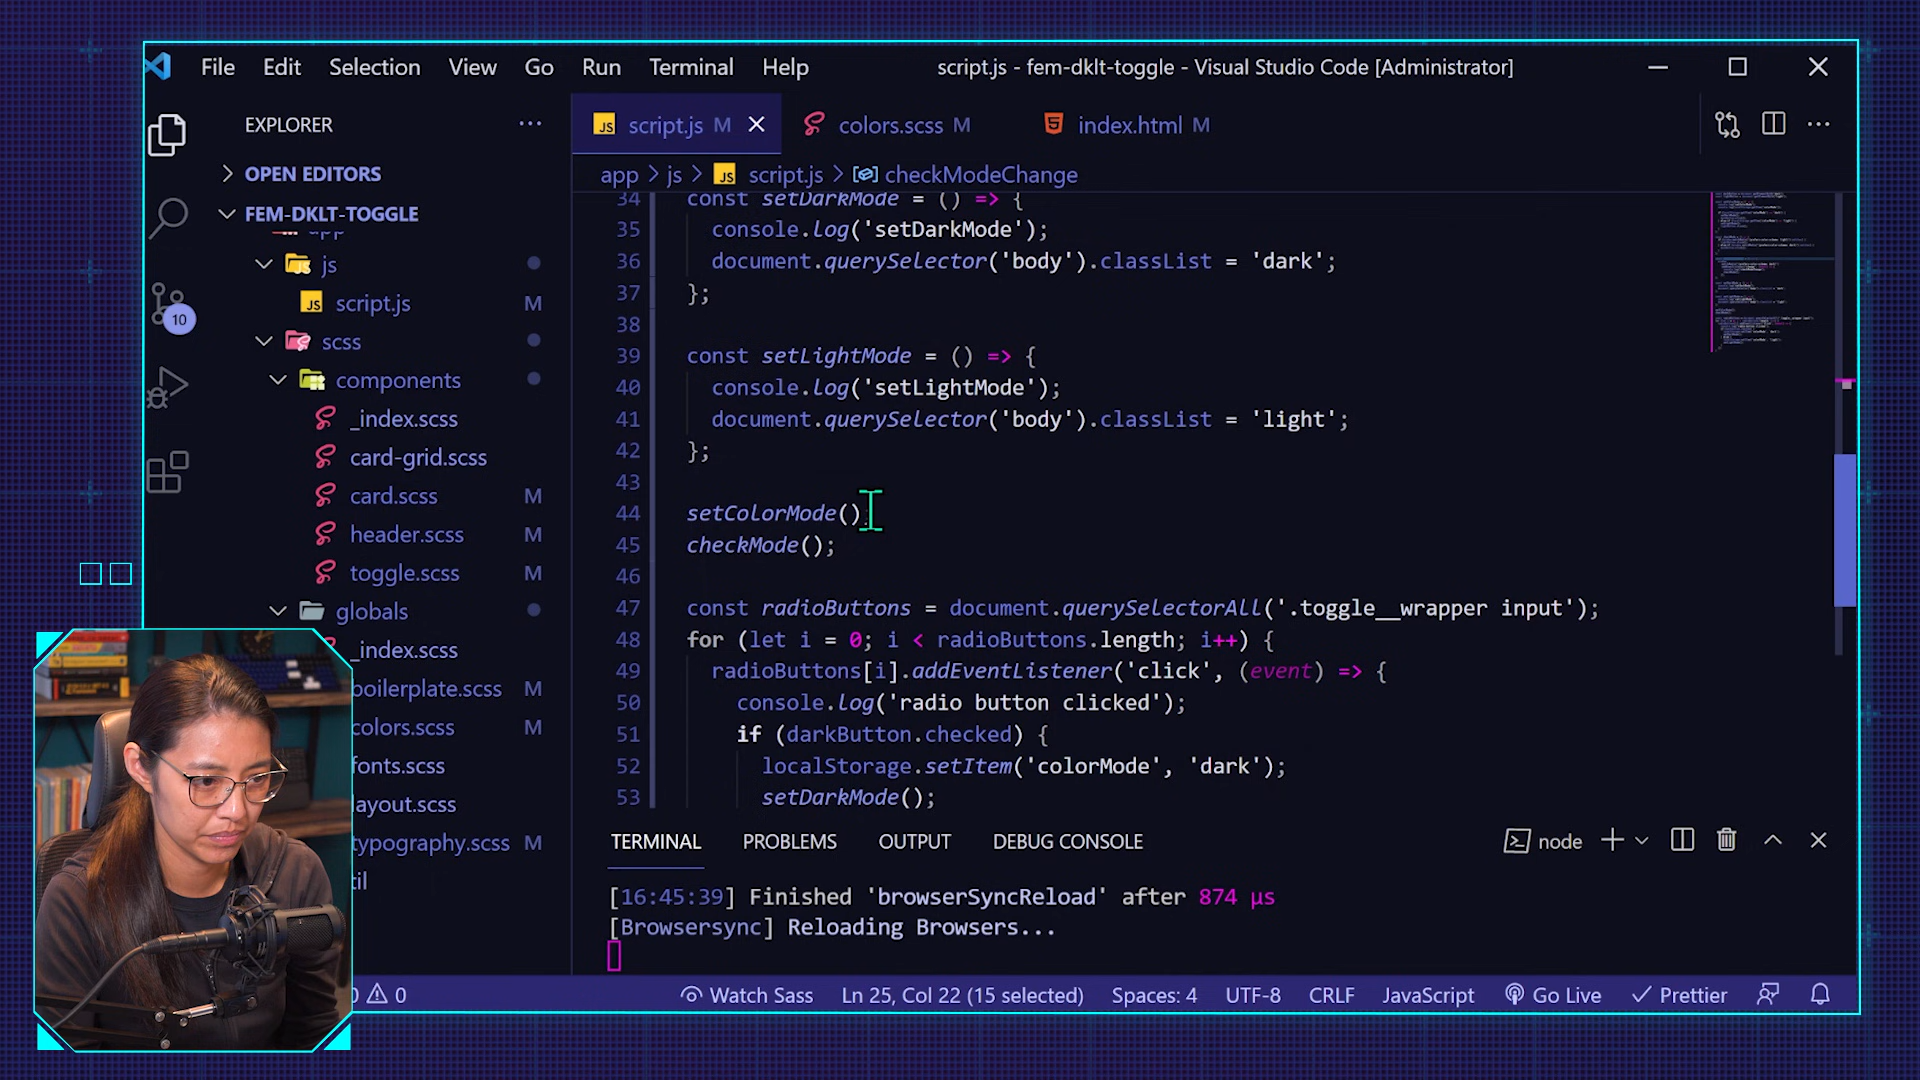 File Edit Selection View Go Run Terminal Help
script.js - fem-dklt-toggle - Visual Studio Code [Administrator]
EXPLORER
JS script.js M
colors.scss M
index.html M
OPEN EDITORS
app > js > JS script.js > checkModeChange
FEM-DKLT-TOGGLE
app
js
JS script.js M
scss
components
_index.scss
card-grid.scss
card.scss M
header.scss M
toggle.scss M
globals
_index.scss
boilerplate.scss M
colors.scss M
fonts.scss
layout.scss
typography.scss M
10
34 const setDarkMode = () => {
35 console.log('setDarkMode');
36 document.querySelector('body').classList = 'dark';
37 };
38
39 const setLightMode = () => {
40 console.log('setLightMode');
41 document.querySelector('body').classList = 'light';
42 };
43
44 setColorMode()
45 checkMode();
46
47 const radioButtons = document.querySelectorAll('.toggle__wrapper input');
48 for (let i = 0; i < radioButtons.length; i++) {
49 radioButtons[i].addEventListener('click', (event) => {
50 console.log('radio button clicked');
51 if (darkButton.checked) {
52 localStorage.setItem('colorMode', 'dark');
53 setDarkMode();
TERMINAL PROBLEMS OUTPUT DEBUG CONSOLE
node
[16:45:39] Finished 'browserSyncReload' after 874 μs
[Browsersync] Reloading Browsers...
0 Watch Sass Ln 25, Col 22 (15 selected) Spaces: 4 UTF-8 CRLF JavaScript Go Live Prettier